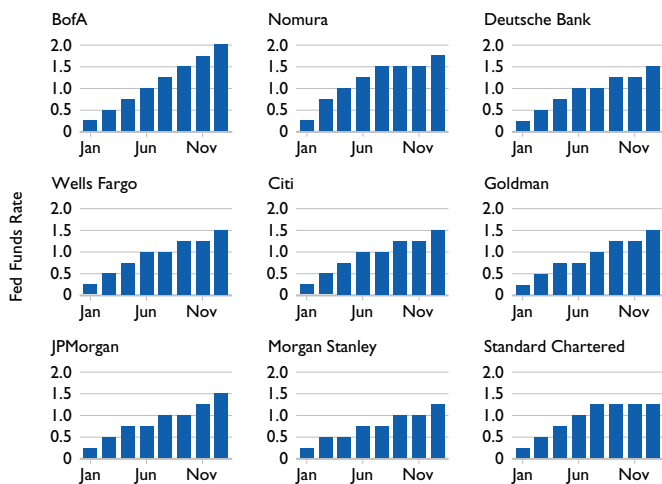 BofA
2.0
1.5
1.0
0.5
0
Jan Jun Nov
Nomura
2.0
1.5
1.0
0.5
0
Jan Jun Nov
Deutsche Bank
2.0
1.5
1.0
0.5
0
Jan Jun Nov
Fed Funds Rate
Wells Fargo
2.0
1.5
1.0
0.5
0
Jan Jun Nov
Citi
2.0
1.5
1.0
0.5
0
Jan Jun Nov
Goldman
2.0
1.5
1.0
0.5
0
Jan Jun Nov
JPMorgan
2.0
1.5
1.0
0.5
0
Jan Jun Nov
Morgan Stanley
2.0
1.5
1.0
0.5
0
Jan Jun Nov
Standard Chartered
2.0
1.5
1.0
0.5
0
Jan Jun Nov